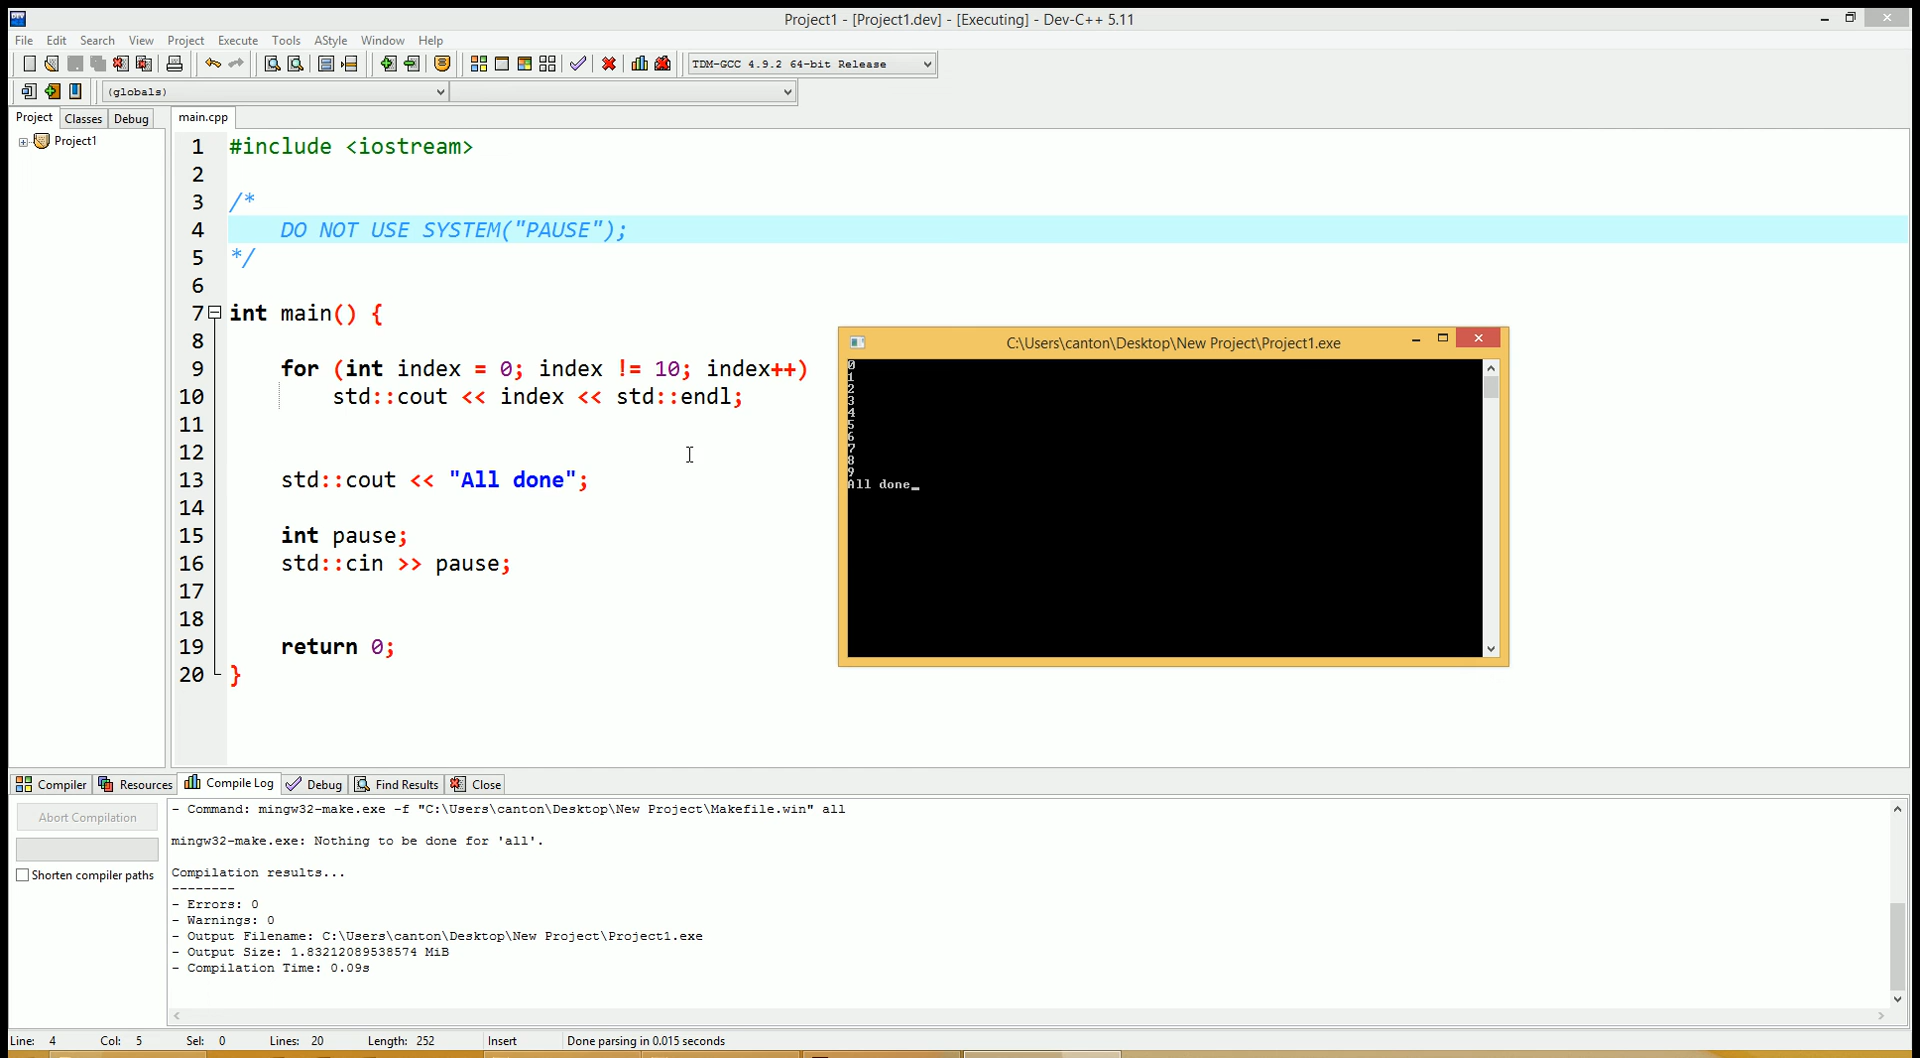 Project1 - [Project1.dev] - [Executing] - Dev-C++ 5.11
File Edit Search View Project Execute Tools AStyle Window Help
TDM-GCC 4.9.2 64-bit Release
(globals)
Project Classes Debug
main.cpp
Project1
1 #include <iostream>
2
3 /*
4 DO NOT USE SYSTEM("PAUSE");
5 */
6
7 int main() {
8
9 for (int index = 0; index != 10; index++)
10 std::cout << index << std::endl;
11
12
13 std::cout << "All done";
14
15 int pause;
16 std::cin >> pause;
17
18
19 return 0;
20 }
C:\Users\canton\Desktop\New Project\Project1.exe
0
1
2
3
4
5
6
7
8
9
All done_
Compiler Resources Compile Log Debug Find Results Close
Abort Compilation
Shorten compiler paths
- Command: mingw32-make.exe -f "C:\Users\canton\Desktop\New Project\Makefile.win" all
mingw32-make.exe: Nothing to be done for 'all'.
Compilation results...
--------
- Errors: 0
- Warnings: 0
- Output Filename: C:\Users\canton\Desktop\New Project\Project1.exe
- Output Size: 1.83212089538574 MiB
- Compilation Time: 0.09s
Line: 4 Col: 5 Sel: 0 Lines: 20 Length: 252 Insert Done parsing in 0.015 seconds